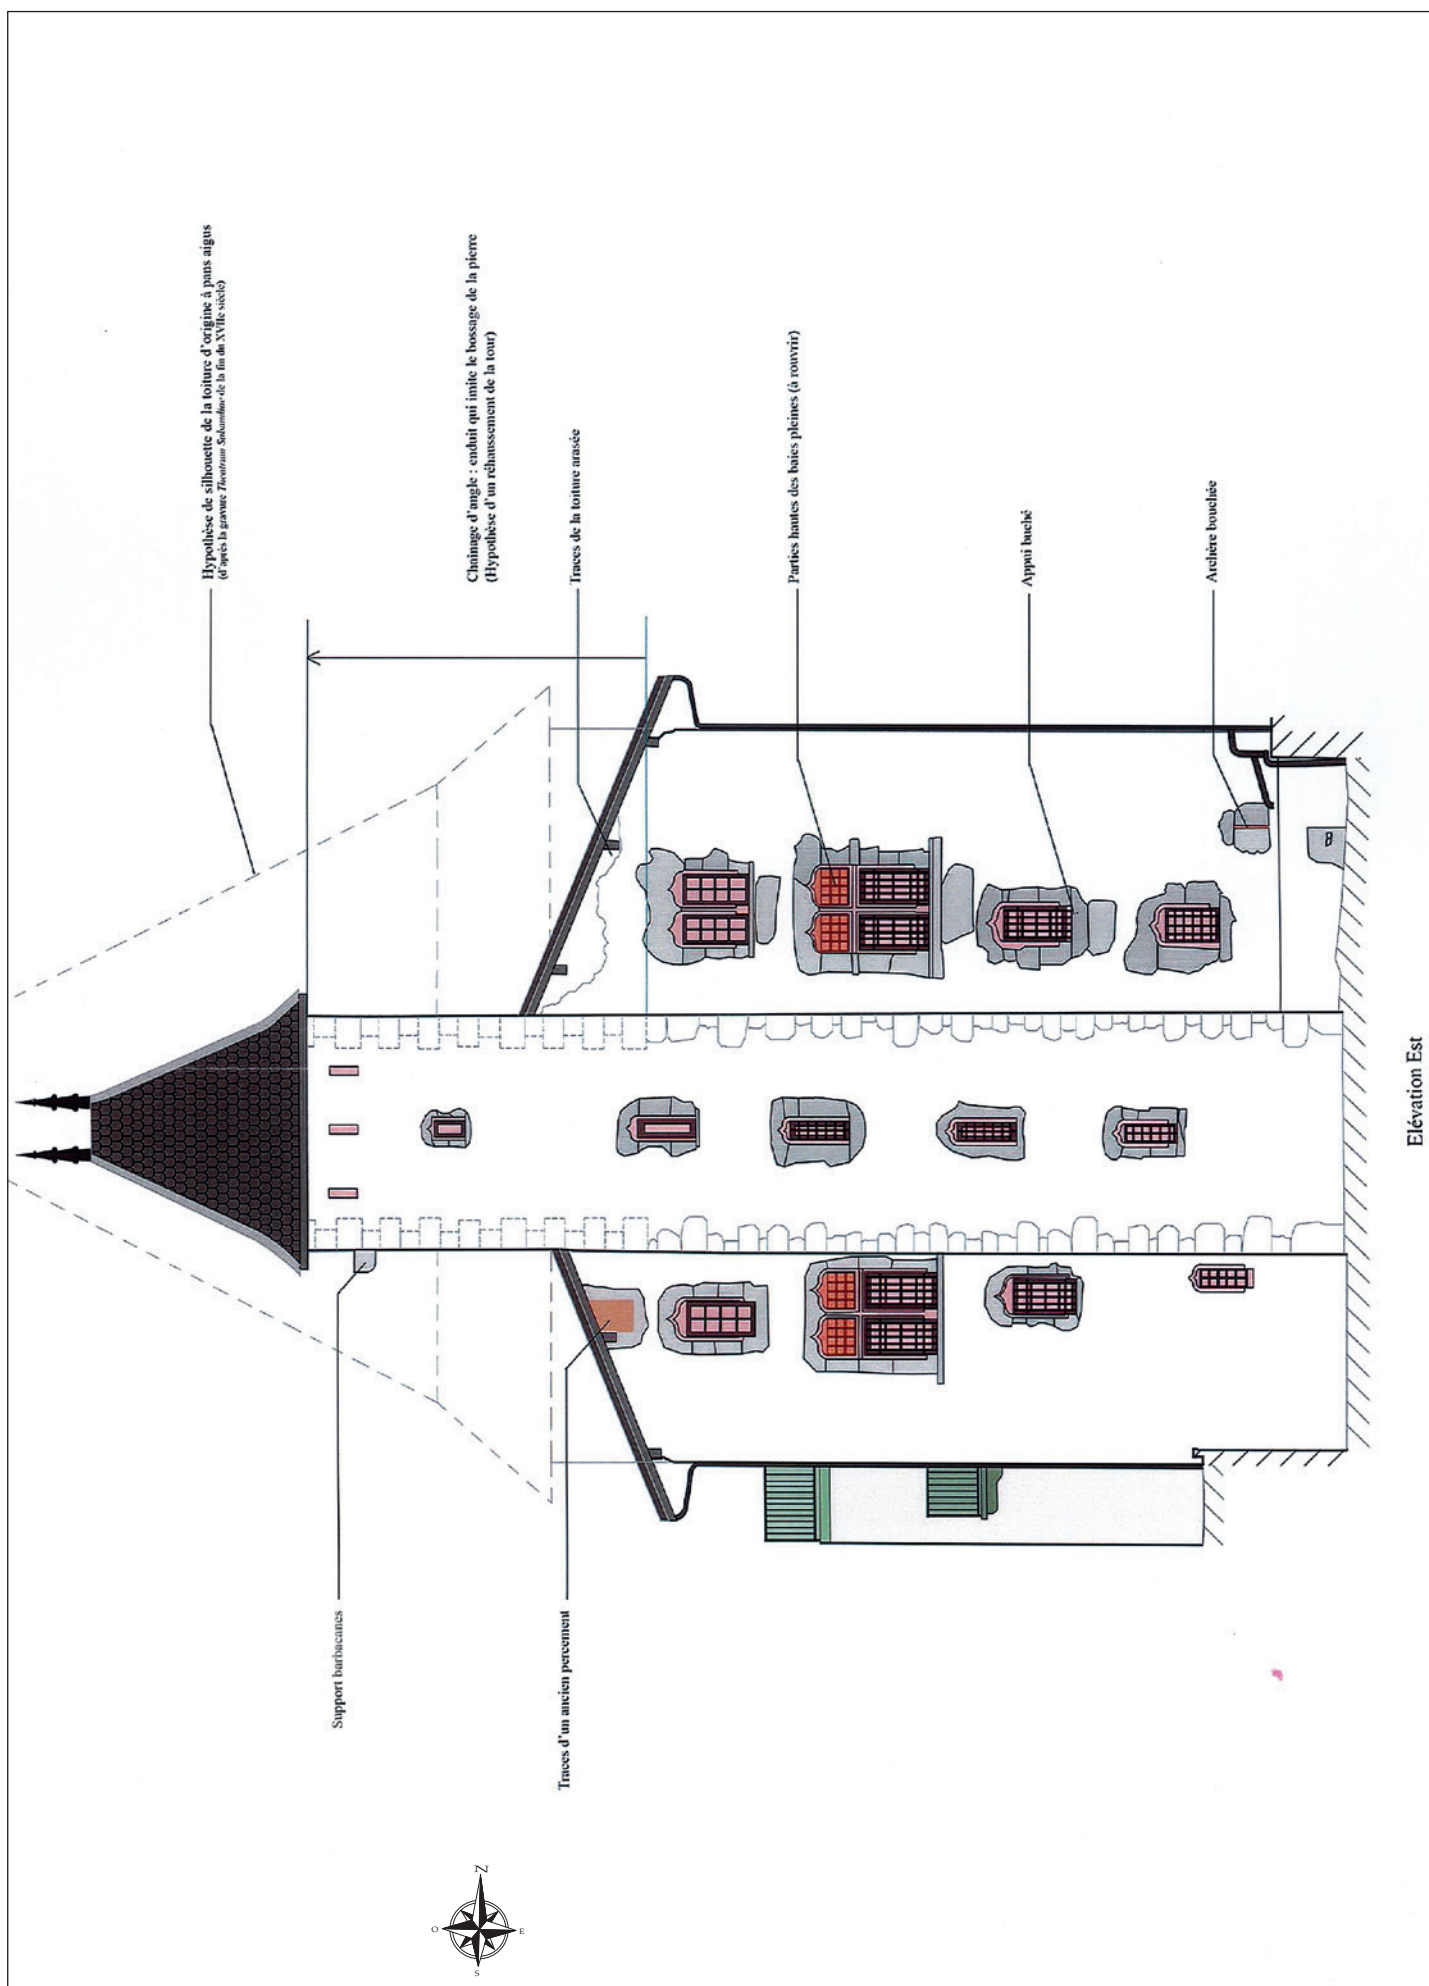 Hypothèse de silhouette de la toiture d'origine à pans aigus
(d'après la gravure Theatrum Sabaudiae de la fin du XVIIe siècle)
Chainage d'angle : enduit qui imite le bossage de la pierre
(Hypothèse d'un réhaussement de la tour)
Traces de la toiture arasée
Parties hautes des baies pleines (à rouvrir)
Appui buché
Archère bouchée
Support barbacanes
Traces d'un ancien percement
Elévation Est
N
O
E
S